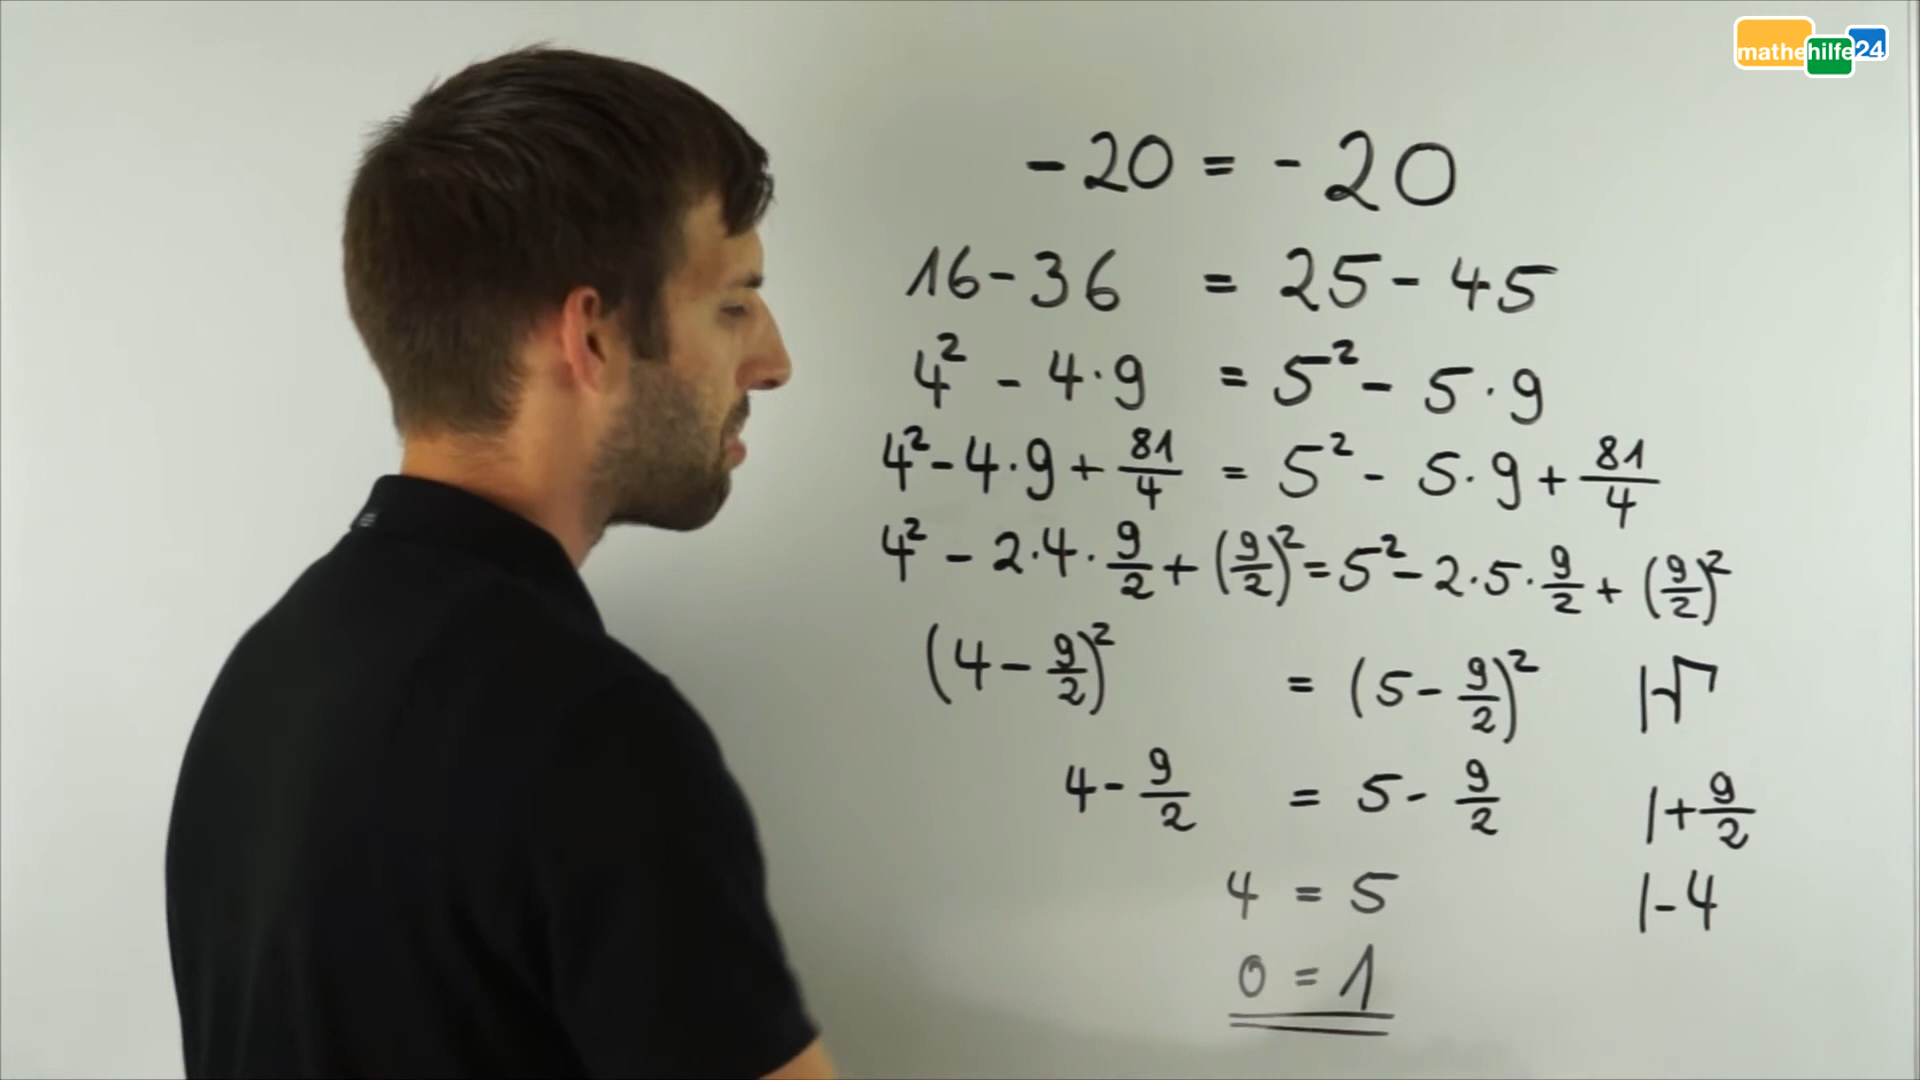 mathehilfe24
-20 = -20
16-36 = 25-45
4² - 4·9 = 5² - 5·9
4² - 4·9 + 81/4 = 5² - 5·9 + 81/4
4² - 2·4·9/2 + (9/2)² = 5² - 2·5·9/2 + (9/2)²
(4 - 9/2)² = (5 - 9/2)² |√
4 - 9/2 = 5 - 9/2 |+9/2
4 = 5 |-4
0 = 1